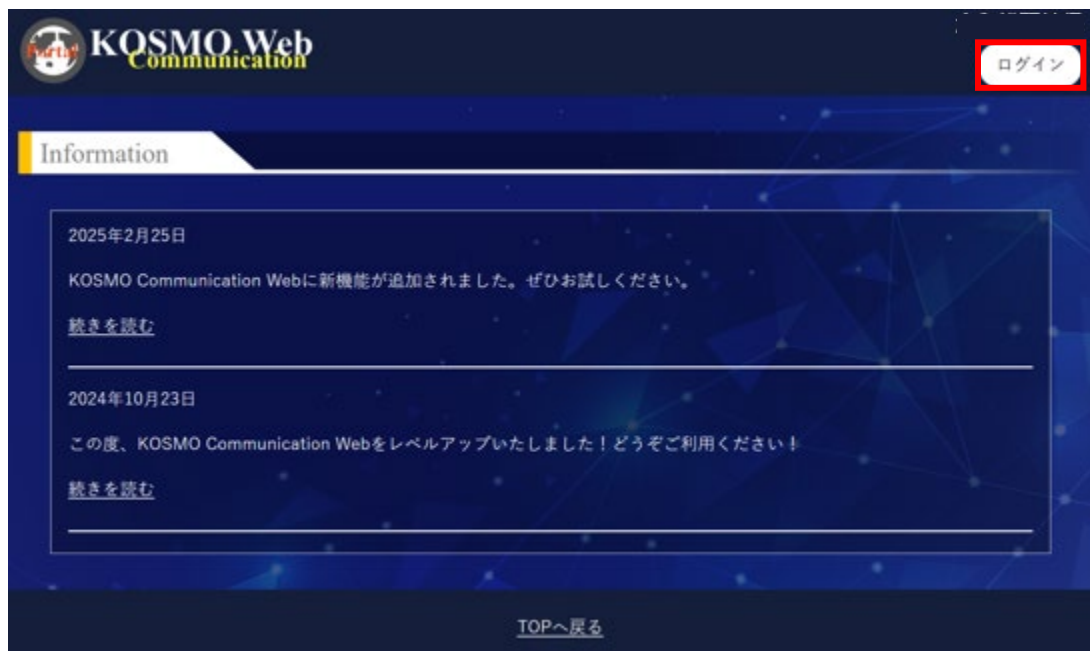 Portal
KOSMO Web
Communication
ログイン
Information
2025年2月25日
KOSMO Communication Webに新機能が追加されました。ぜひお試しください。
続きを読む
2024年10月23日
この度、KOSMO Communication Webをレベルアップいたしました！どうぞご利用ください！
続きを読む
TOPへ戻る